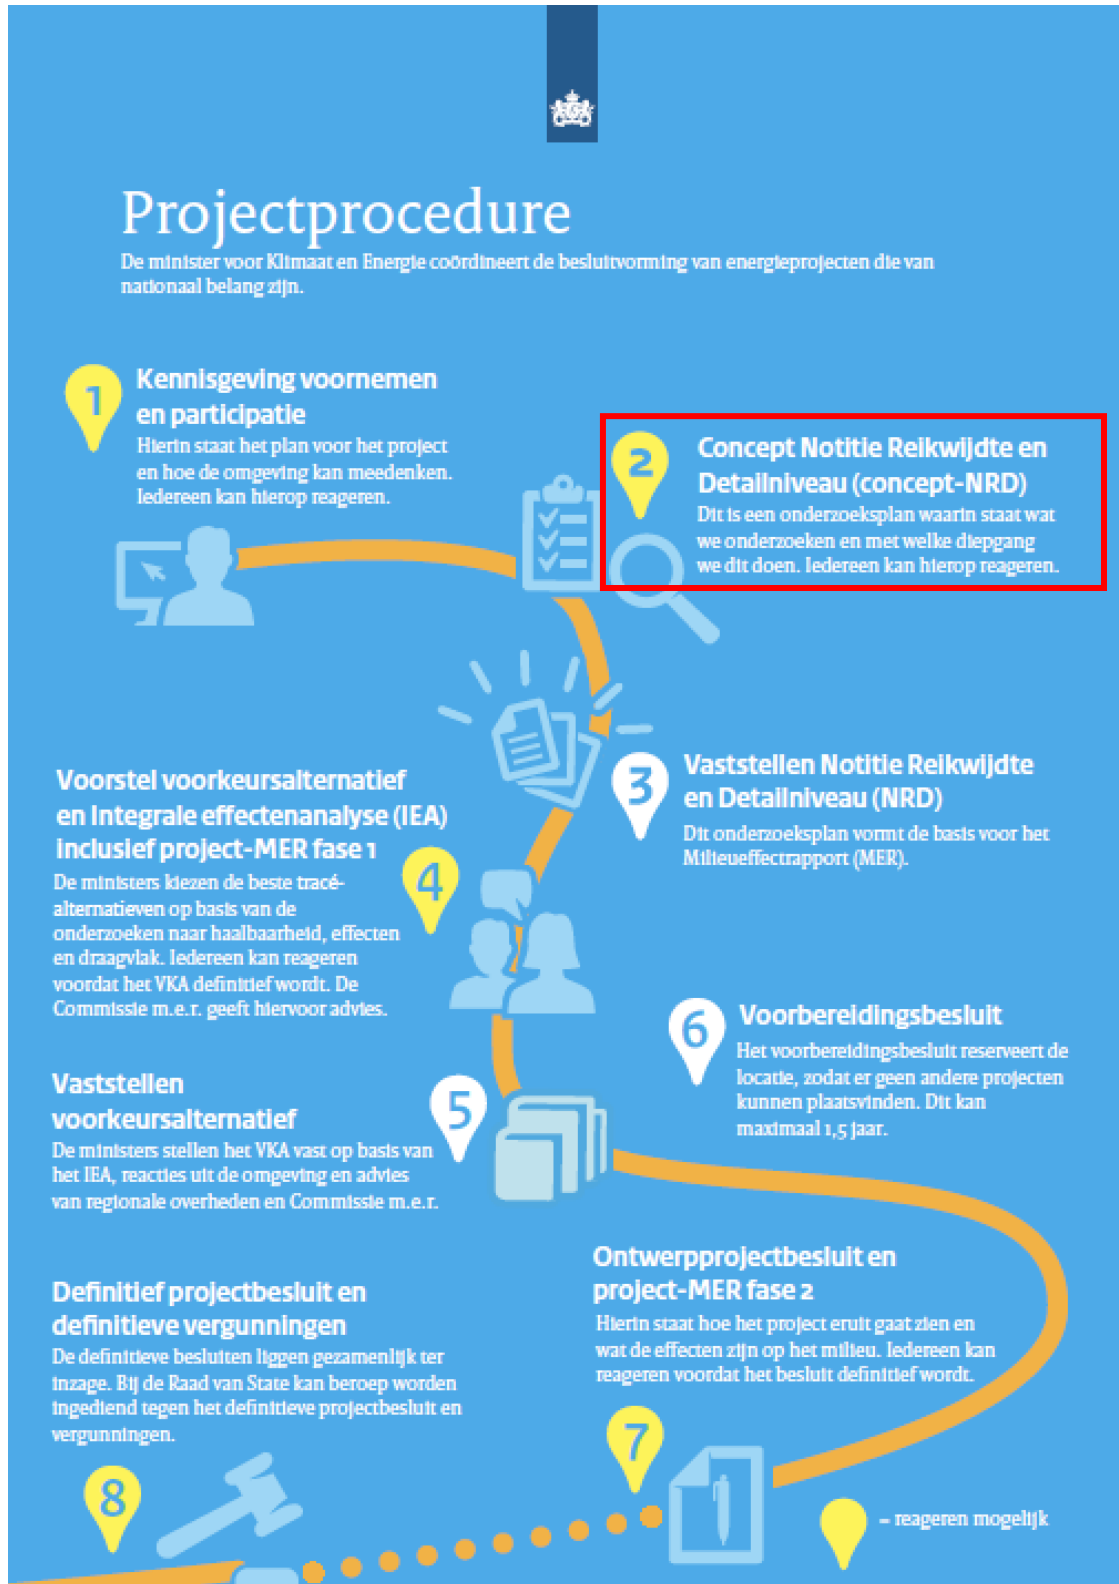 Projectprocedure
De minister voor Klimaat en Energie coördineert de besluitvorming van energieprojecten die van
nationaal belang zijn.
1
Kennisgeving voornemen
en participatie
Hierin staat het plan voor het project
en hoe de omgeving kan meedenken.
Iedereen kan hierop reageren.
2
Concept Notitie Reikwijdte en
Detailniveau (concept-NRD)
Dit is een onderzoeksplan waarin staat wat
we onderzoeken en met welke diepgang
we dit doen. Iedereen kan hierop reageren.
3
Vaststellen Notitie Reikwijdte
en Detailniveau (NRD)
Dit onderzoeksplan vormt de basis voor het
Milieueffectrapport (MER).
Voorstel voorkeursalternatief
en Integrale effectenanalyse (IEA)
inclusief project-MER fase 1
4
De ministers kiezen de beste tracé-
alternatieven op basis van de
onderzoeken naar haalbaarheid, effecten
en draagvlak. Iedereen kan reageren
voordat het VKA definitief wordt. De
Commissie m.e.r. geeft hiervoor advies.
Vaststellen
voorkeursalternatief
5
De ministers stellen het VKA vast op basis van
het IEA, reacties uit de omgeving en advies
van regionale overheden en Commissie m.e.r.
6
Voorbereidingsbesluit
Het voorbereidingsbesluit reserveert de
locatie, zodat er geen andere projecten
kunnen plaatsvinden. Dit kan
maximaal 1,5 jaar.
Ontwerpprojectbesluit en
project-MER fase 2
Hierin staat hoe het project eruit gaat zien en
wat de effecten zijn op het milieu. Iedereen kan
reageren voordat het besluit definitief wordt.
7
Definitief projectbesluit en
definitieve vergunningen
De definitieve besluiten liggen gezamenlijk ter
inzage. Bij de Raad van State kan beroep worden
ingediend tegen het definitieve projectbesluit en
vergunningen.
8
= reageren mogelijk